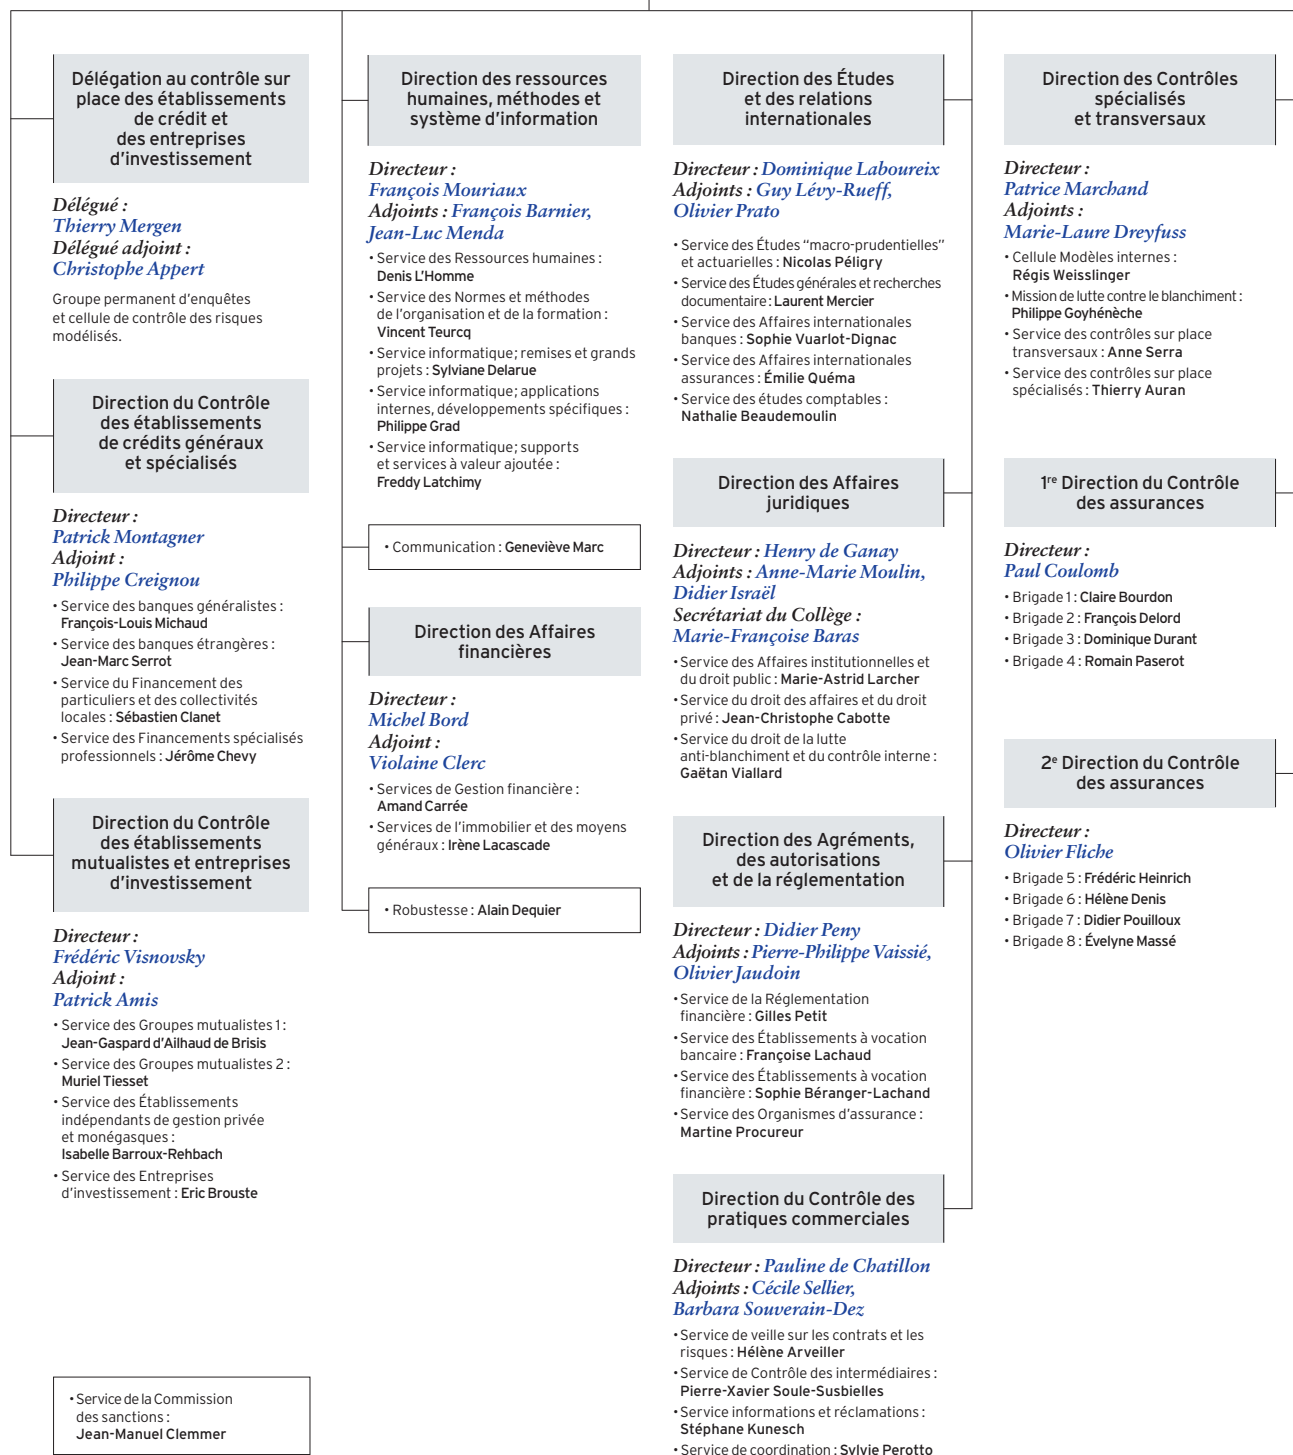 Délégation au contrôle sur
place des établissements
de crédit et
des entreprises
d'investissement
Délégué :
Thierry Mergen
Délégué adjoint :
Christophe Appert
Groupe permanent d'enquêtes
et cellule de contrôle des risques
modélisés.
Direction du Contrôle
des établissements
de crédits généraux
et spécialisés
Directeur :
Patrick Montagner
Adjoint :
Philippe Creignou
• Service des banques généralistes :
François-Louis Michaud
• Service des banques étrangères :
Jean-Marc Serrot
• Service du Financement des
particuliers et des collectivités
locales : Sébastien Clanet
• Service des Financements spécialisés
professionnels : Jérôme Chevy
Direction du Contrôle
des établissements
mutualistes et entreprises
d'investissement
Directeur :
Frédéric Visnovsky
Adjoint :
Patrick Amis
• Service des Groupes mutualistes 1 :
Jean-Gaspard d'Ailhaud de Brisis
• Service des Groupes mutualistes 2 :
Muriel Tiesset
• Service des Établissements
indépendants de gestion privée
et monégasques :
Isabelle Barroux-Rehbach
• Service des Entreprises
d'investissement : Eric Brouste
• Service de la Commission
des sanctions :
Jean-Manuel Clemmer
Direction des ressources
humaines, méthodes et
système d'information
Directeur :
François Mouriaux
Adjoints : François Barnier,
Jean-Luc Menda
• Service des Ressources humaines :
Denis L'Homme
• Service des Normes et méthodes
de l'organisation et de la formation :
Vincent Teurcq
• Service informatique; remises et grands
projets : Sylviane Delarue
• Service informatique; applications
internes, développements spécifiques :
Philippe Grad
• Service informatique; supports
et services à valeur ajoutée :
Freddy Latchimy
• Communication : Geneviève Marc
Direction des Affaires
financières
Directeur :
Michel Bord
Adjoint :
Violaine Clerc
• Services de Gestion financière :
Amand Carrée
• Services de l'immobilier et des moyens
généraux : Irène Lacascade
• Robustesse : Alain Dequier
Direction des Études
et des relations
internationales
Directeur : Dominique Laboureix
Adjoints : Guy Lévy-Rueff,
Olivier Prato
• Service des Études "macro-prudentielles"
et actuarielles : Nicolas Péligry
• Service des Études générales et recherches
documentaire : Laurent Mercier
• Service des Affaires internationales
banques : Sophie Vuarlot-Dignac
• Service des Affaires internationales
assurances : Émilie Quéma
• Service des études comptables :
Nathalie Beaudemoulin
Direction des Affaires
juridiques
Directeur : Henry de Ganay
Adjoints : Anne-Marie Moulin,
Didier Israël
Secrétariat du Collège :
Marie-Françoise Baras
• Service des Affaires institutionnelles et
du droit public : Marie-Astrid Larcher
• Service du droit des affaires et du droit
privé : Jean-Christophe Cabotte
• Service du droit de la lutte
anti-blanchiment et du contrôle interne :
Gaëtan Viallard
Direction des Agréments,
des autorisations
et de la réglementation
Directeur : Didier Peny
Adjoints : Pierre-Philippe Vaissié,
Olivier Jaudoin
• Service de la Réglementation
financière : Gilles Petit
• Service des Établissements à vocation
bancaire : Françoise Lachaud
• Service des Établissements à vocation
financière : Sophie Béranger-Lachand
• Service des Organismes d'assurance :
Martine Procureur
Direction du Contrôle des
pratiques commerciales
Directeur : Pauline de Chatillon
Adjoints : Cécile Sellier,
Barbara Souverain-Dez
• Service de veille sur les contrats et les
risques : Hélène Arveiller
• Service de Contrôle des intermédiaires :
Pierre-Xavier Soule-Susbielles
• Service informations et réclamations :
Stéphane Kunesch
• Service de coordination : Sylvie Perotto
Direction des Contrôles
spécialisés
et transversaux
Directeur :
Patrice Marchand
Adjoints :
Marie-Laure Dreyfuss
• Cellule Modèles internes :
Régis Weisslinger
• Mission de lutte contre le blanchiment :
Philippe Goyhénèche
• Service des contrôles sur place
transversaux : Anne Serra
• Service des contrôles sur place
spécialisés : Thierry Auran
1re Direction du Contrôle
des assurances
Directeur :
Paul Coulomb
• Brigade 1 : Claire Bourdon
• Brigade 2 : François Delord
• Brigade 3 : Dominique Durant
• Brigade 4 : Romain Paserot
2e Direction du Contrôle
des assurances
Directeur :
Olivier Fliche
• Brigade 5 : Frédéric Heinrich
• Brigade 6 : Hélène Denis
• Brigade 7 : Didier Pouilloux
• Brigade 8 : Évelyne Massé